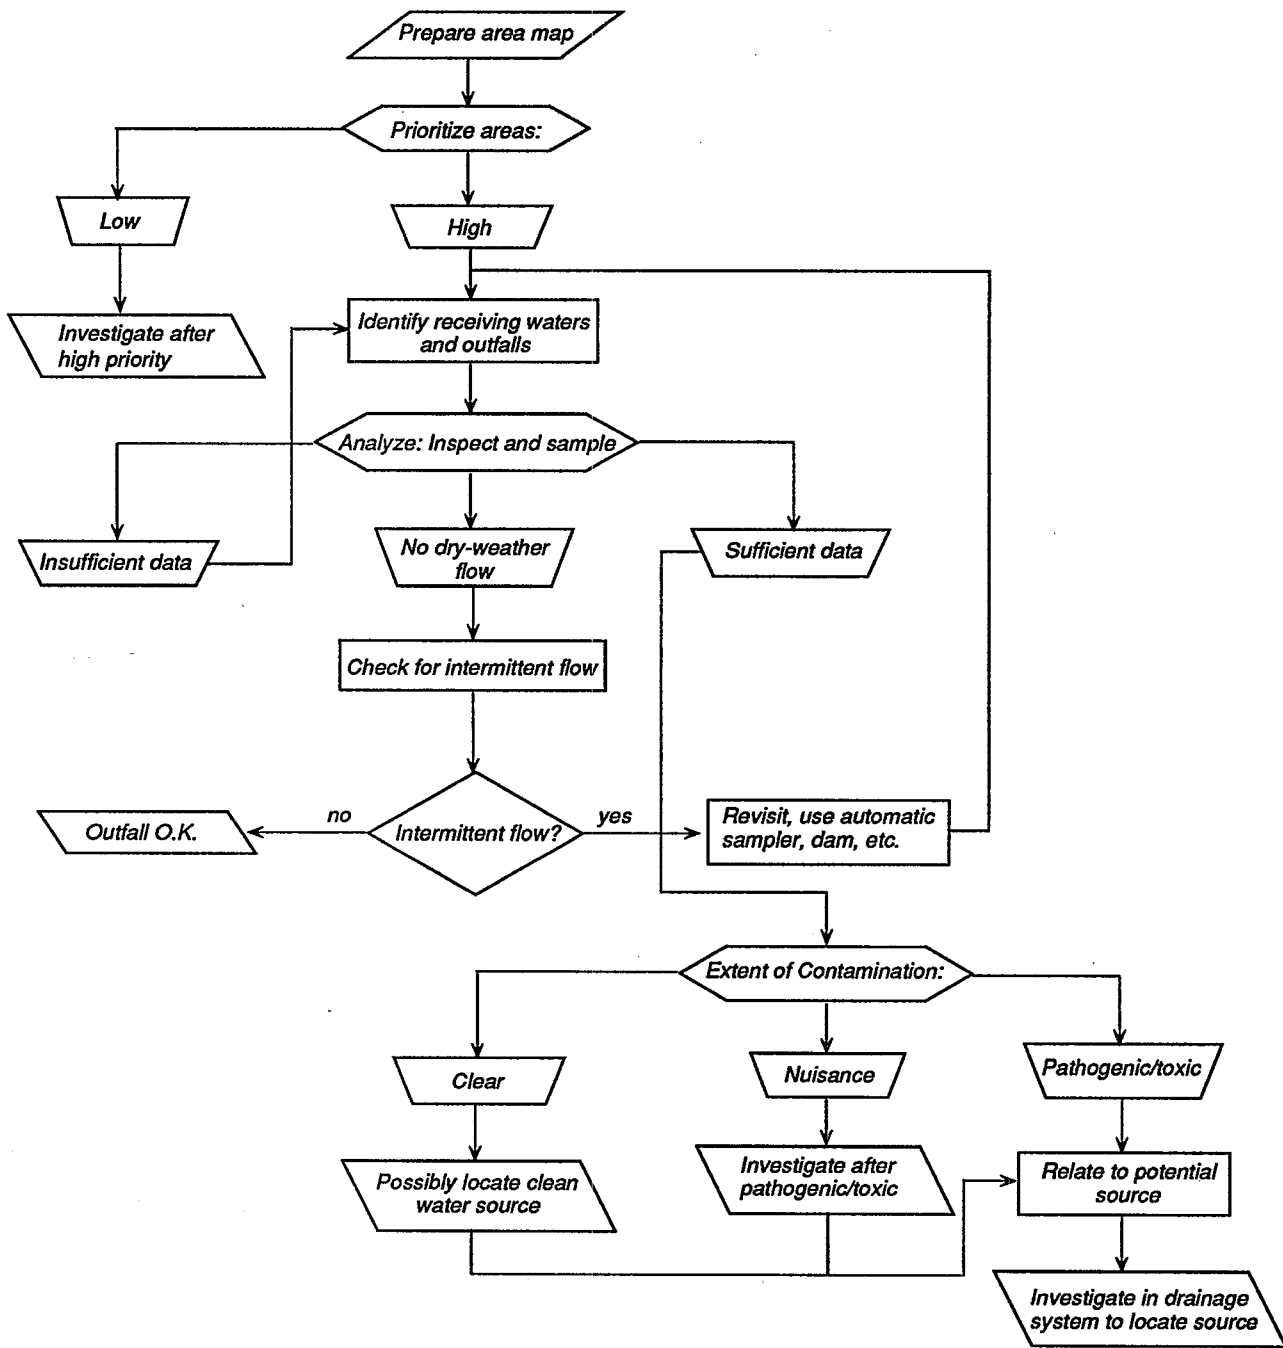 Prepare area map
Prioritize areas:
Low
High
Investigate after
high priority
Identify receiving waters
and outfalls
Analyze: Inspect and sample
Insufficient data
No dry-weather
flow
Sufficient data
Check for intermittent flow
Outfall O.K.
no
Intermittent flow?
yes
Revisit, use automatic
sampler, dam, etc.
Extent of Contamination:
Clear
Nuisance
Pathogenic/toxic
Possibly locate clean
water source
Investigate after
pathogenic/toxic
Relate to potential
source
Investigate in drainage
system to locate source